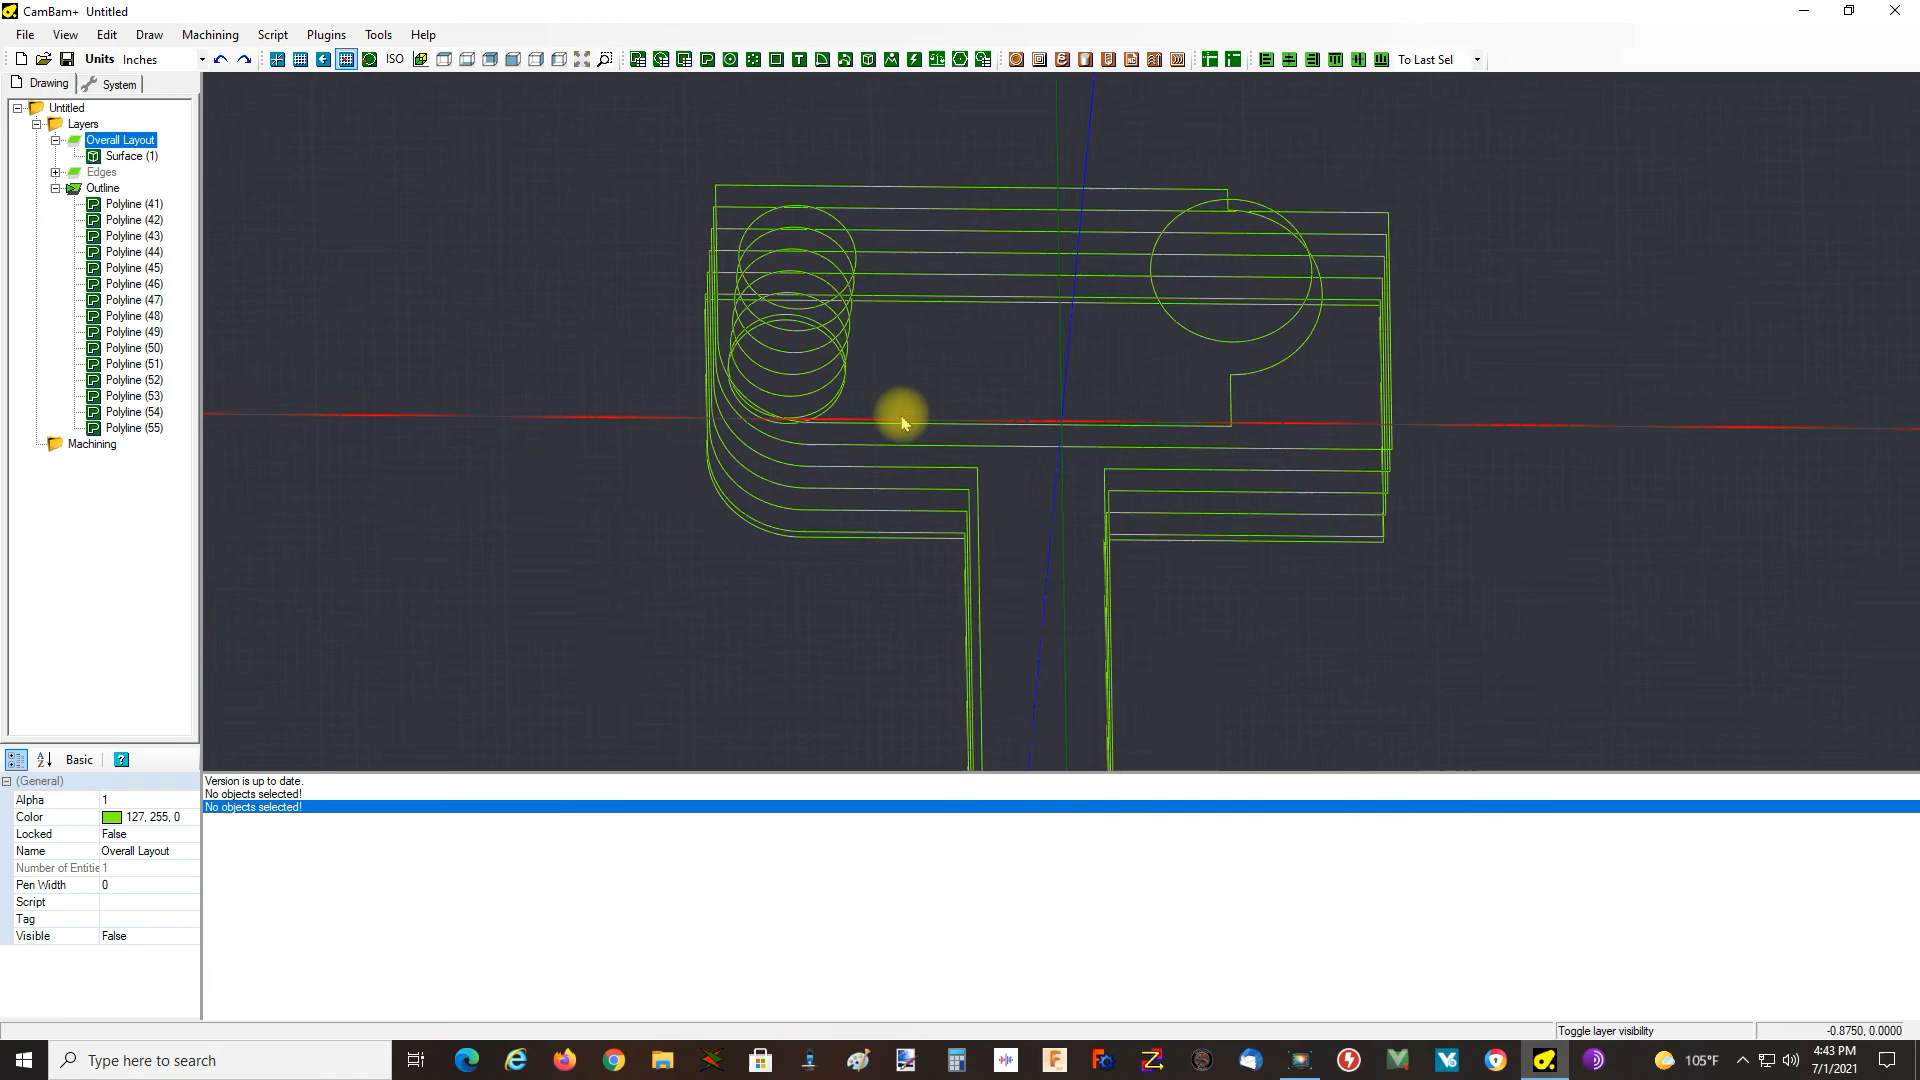 CamBam+ Untitled
File View Edit Draw Machining Script Plugins Tools Help
Units Inches ISO To Last Sel
Drawing System
Untitled
Layers
Overall Layout
Surface (1)
Edges
Outline
Polyline (41)
Polyline (42)
Polyline (43)
Polyline (44)
Polyline (45)
Polyline (46)
Polyline (47)
Polyline (48)
Polyline (49)
Polyline (50)
Polyline (51)
Polyline (52)
Polyline (53)
Polyline (54)
Polyline (55)
Machining
Basic
(General)
Alpha 1
Color 127, 255, 0
Locked False
Name Overall Layout
Number of Entitie 1
Pen Width 0
Script
Tag
Visible False
Version is up to date.
No objects selected!
No objects selected!
Toggle layer visibility -0.8750, 0.0000
Type here to search
105°F
4:43 PM
7/1/2021